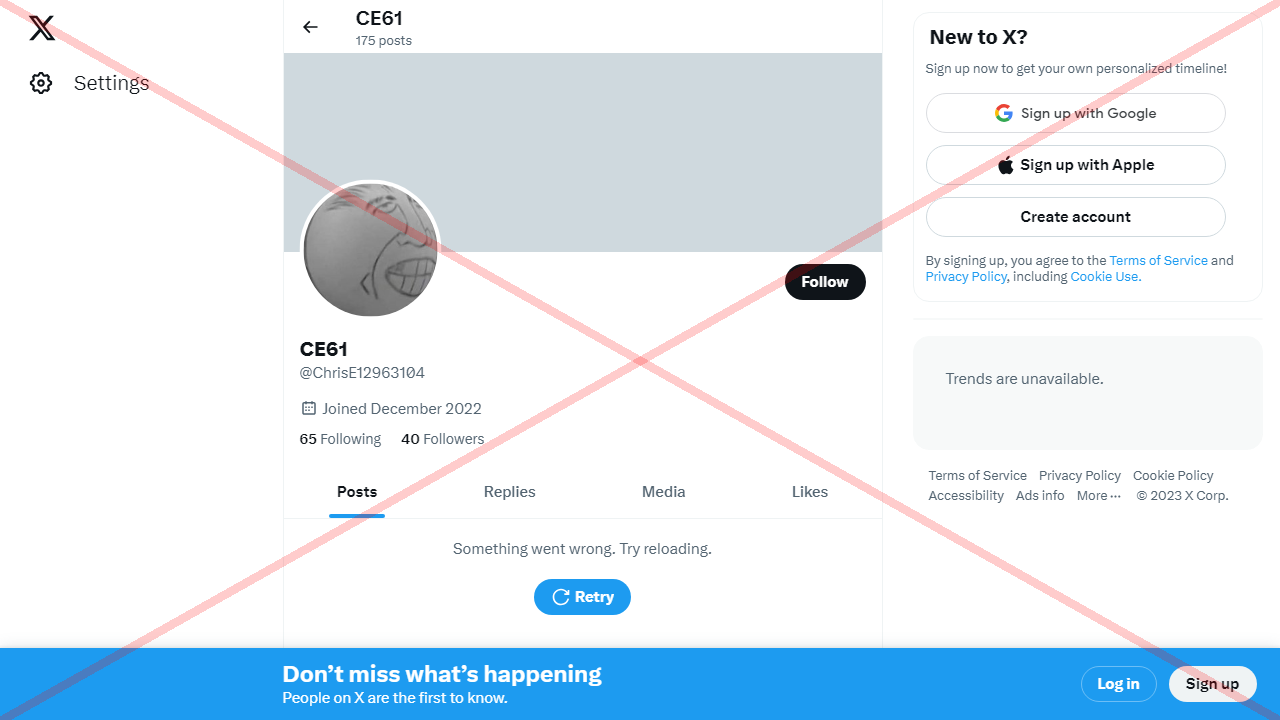 Settings
CE61
175 posts
Follow
CE61
@ChrisE12963104
Joined December 2022
65 Following 40 Followers
Posts Replies Media Likes
Something went wrong. Try reloading.
Retry
New to X?
Sign up now to get your own personalized timeline!
Sign up with Google
Sign up with Apple
Create account
By signing up, you agree to the Terms of Service and
Privacy Policy, including Cookie Use.
Trends are unavailable.
Terms of Service Privacy Policy Cookie Policy
Accessibility Ads info More ··· © 2023 X Corp.
Don’t miss what’s happening
People on X are the first to know.
Log in Sign up